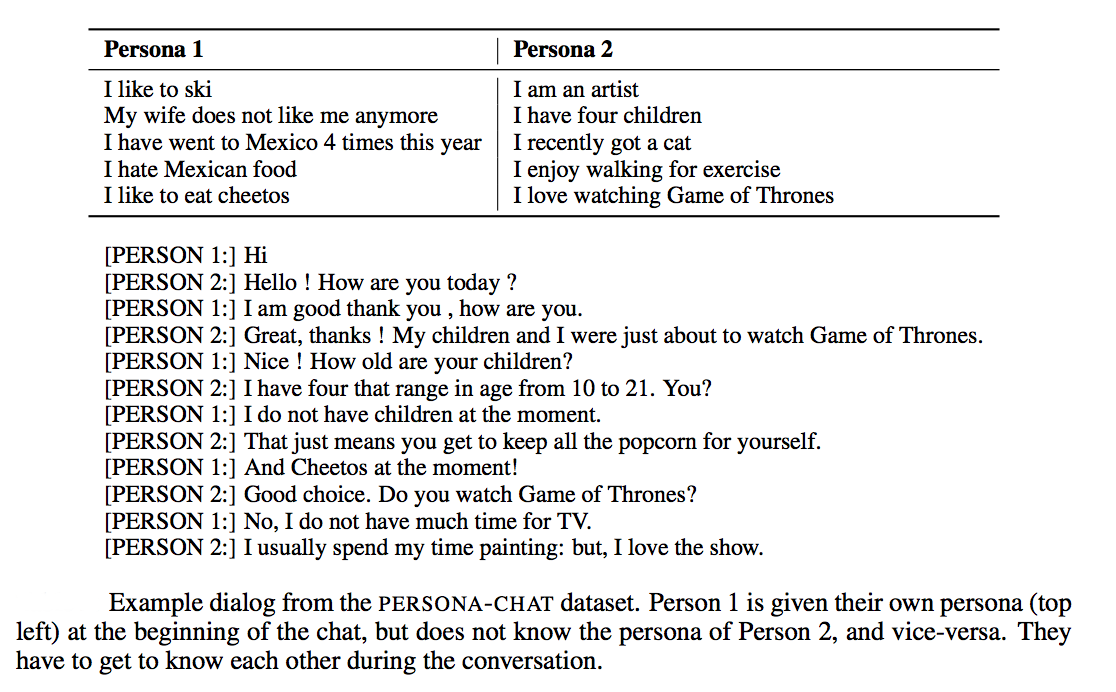 Persona 1 Persona 2
I like to ski I am an artist
My wife does not like me anymore I have four children
I have went to Mexico 4 times this year I recently got a cat
I hate Mexican food I enjoy walking for exercise
I like to eat cheetos I love watching Game of Thrones
[PERSON 1:] Hi
[PERSON 2:] Hello ! How are you today ?
[PERSON 1:] I am good thank you , how are you.
[PERSON 2:] Great, thanks ! My children and I were just about to watch Game of Thrones.
[PERSON 1:] Nice ! How old are your children?
[PERSON 2:] I have four that range in age from 10 to 21. You?
[PERSON 1:] I do not have children at the moment.
[PERSON 2:] That just means you get to keep all the popcorn for yourself.
[PERSON 1:] And Cheetos at the moment!
[PERSON 2:] Good choice. Do you watch Game of Thrones?
[PERSON 1:] No, I do not have much time for TV.
[PERSON 2:] I usually spend my time painting: but, I love the show.
Example dialog from the PERSONA-CHAT dataset. Person 1 is given their own persona (top
left) at the beginning of the chat, but does not know the persona of Person 2, and vice-versa. They
have to get to know each other during the conversation.